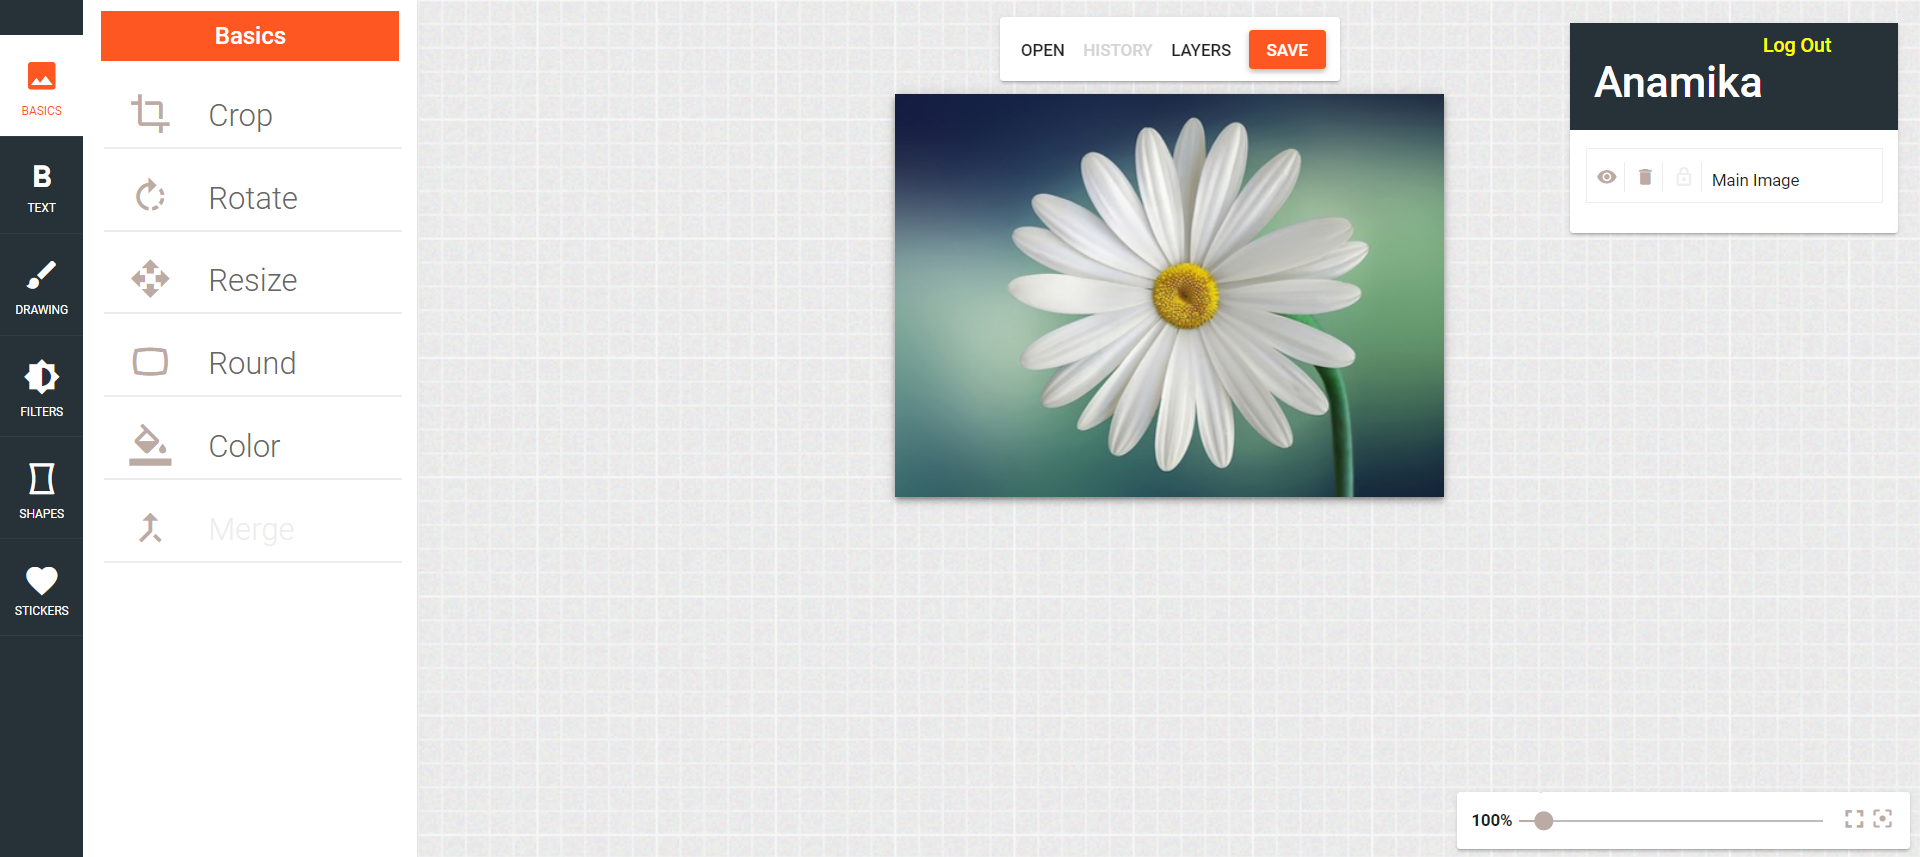 BASICS
TEXT
DRAWING
FILTERS
SHAPES
STICKERS
Basics
Crop
Rotate
Resize
Round
Color
Merge
OPEN HISTORY LAYERS SAVE
Log Out
Anamika
Main Image
100%